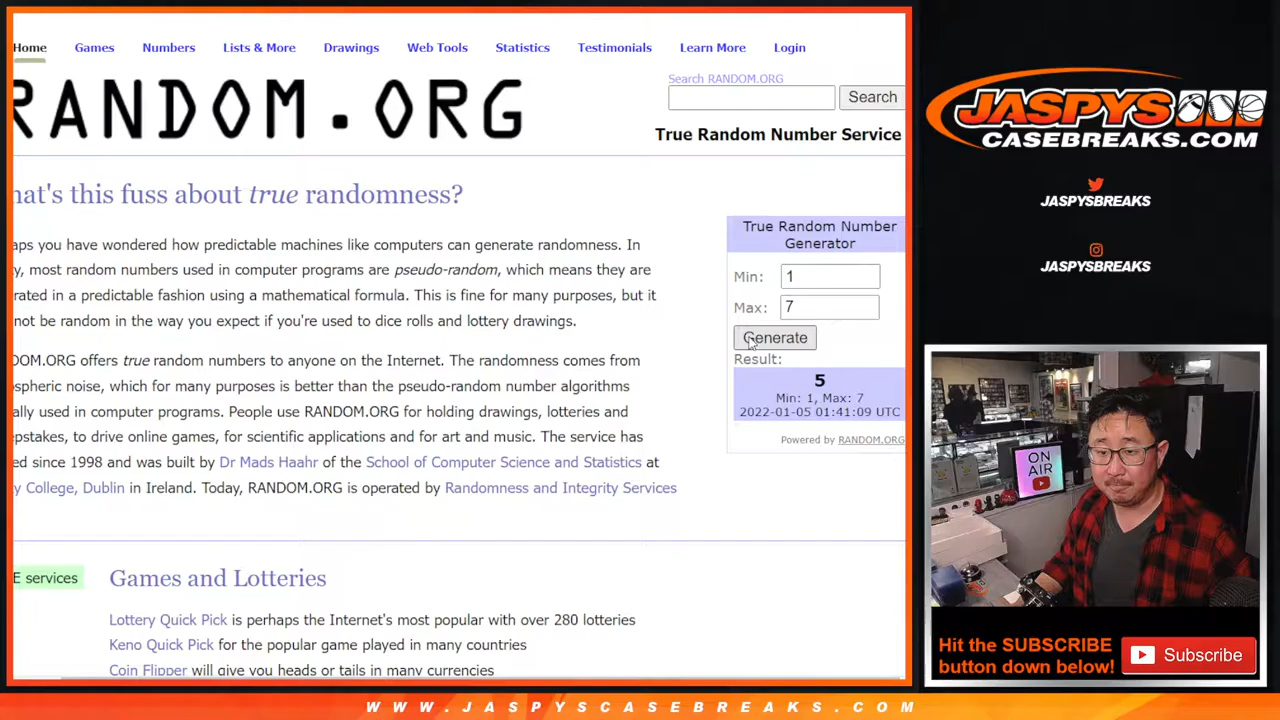 Home Games Numbers Lists & More Drawings Web Tools Statistics Testimonials Learn More Login
RANDOM.ORG
Search RANDOM.ORG
Search
True Random Number Service
hat's this fuss about true randomness?
aps you have wondered how predictable machines like computers can generate randomness. In
y, most random numbers used in computer programs are pseudo-random, which means they are
rated in a predictable fashion using a mathematical formula. This is fine for many purposes, but it
not be random in the way you expect if you're used to dice rolls and lottery drawings.
OM.ORG offers true random numbers to anyone on the Internet. The randomness comes from
ospheric noise, which for many purposes is better than the pseudo-random number algorithms
ally used in computer programs. People use RANDOM.ORG for holding drawings, lotteries and
epstakes, to drive online games, for scientific applications and for art and music. The service has
ed since 1998 and was built by Dr Mads Haahr of the School of Computer Science and Statistics at
y College, Dublin in Ireland. Today, RANDOM.ORG is operated by Randomness and Integrity Services
True Random Number
Generator
Min: 1
Max: 7
Generate
Result:
5
Min: 1, Max: 7
2022-01-05 01:41:09 UTC
Powered by RANDOM.ORG
E services
Games and Lotteries
Lottery Quick Pick is perhaps the Internet's most popular with over 280 lotteries
Keno Quick Pick for the popular game played in many countries
Coin Flipper will give you heads or tails in many currencies
JASPYS
CASEBREAKS.COM
JASPYSBREAKS
JASPYSBREAKS
ON
AIR
Hit the SUBSCRIBE
button down below!
Subscribe
WWW.JASPYSCASEBREAKS.COM